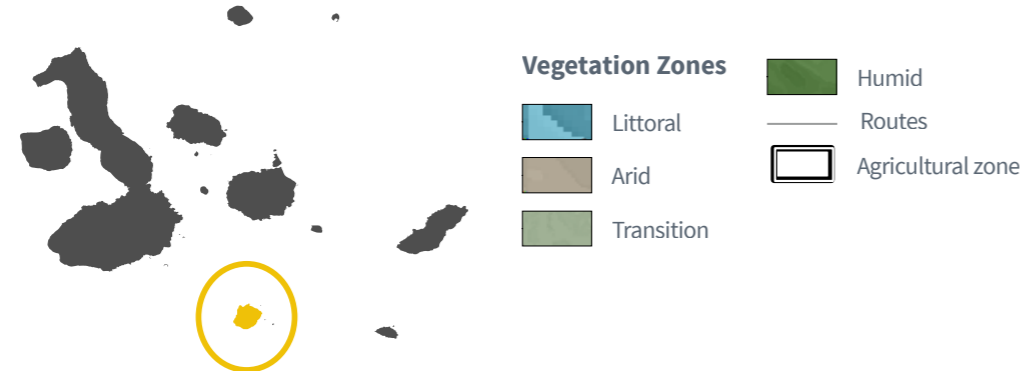 Vegetation Zones
Littoral
Arid
Transition
Humid
Routes
Agricultural zone